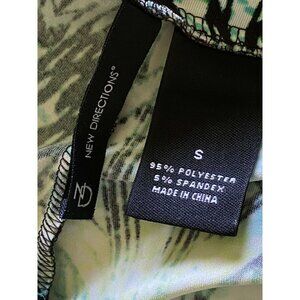 NEW DIRECTIONS®
ND
S
95% POLYESTER
5% SPANDEX
MADE IN CHINA